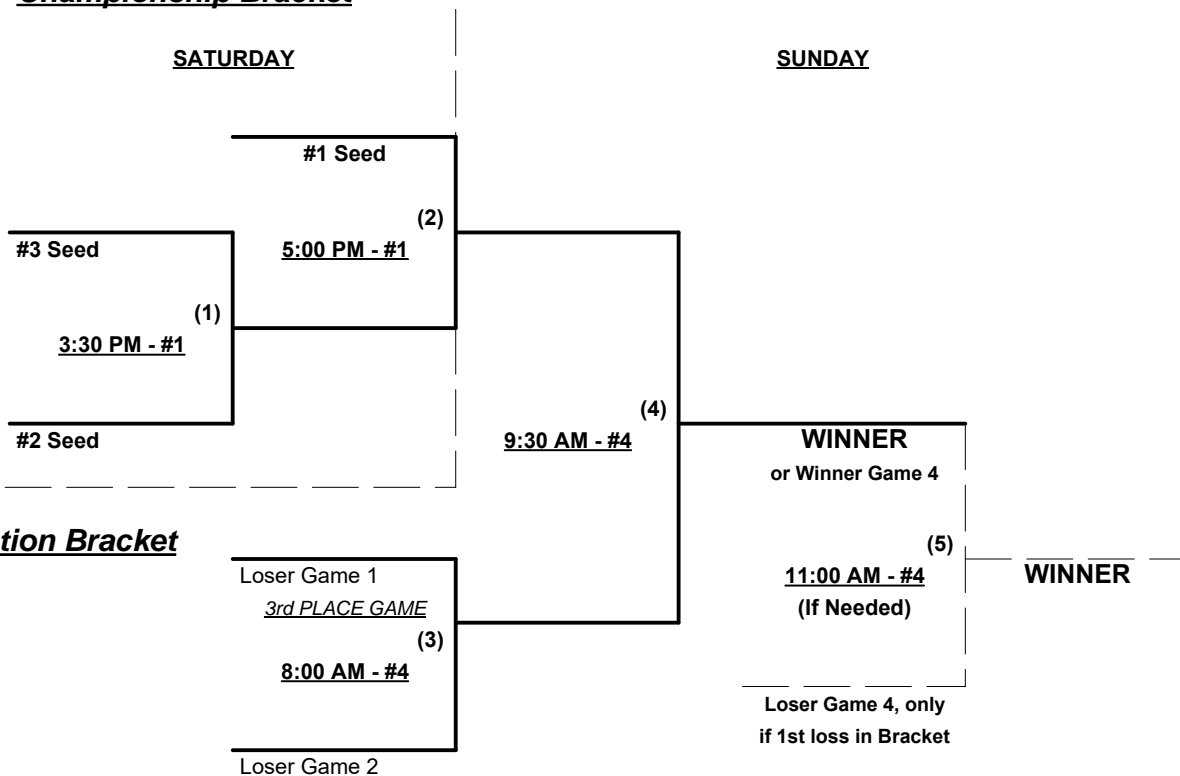 Championship Bracket
SATURDAY
SUNDAY
#1 Seed
(2)
#3 Seed
5:00 PM - #1
(1)
3:30 PM - #1
(4)
#2 Seed
9:30 AM - #4
WINNER
or Winner Game 4
tion Bracket
(5)
Loser Game 1
11:00 AM - #4
WINNER
3rd PLACE GAME
(If Needed)
(3)
8:00 AM - #4
Loser Game 4, only
if 1st loss in Bracket
Loser Game 2